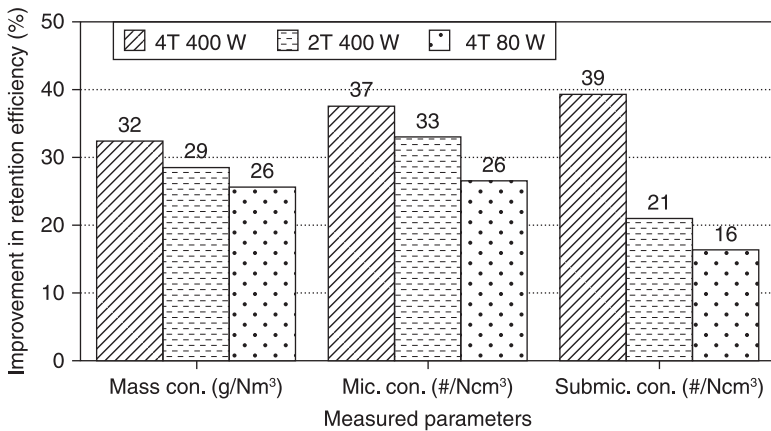 Improvement in retention efficiency (%)
50
40
30
20
10
0
4T 400 W 2T 400 W 4T 80 W
32 29 26
37 33 26
39 21 16
Mass con. (g/Nm³) Mic. con. (#/Ncm³) Submic. con. (#/Ncm³)
Measured parameters